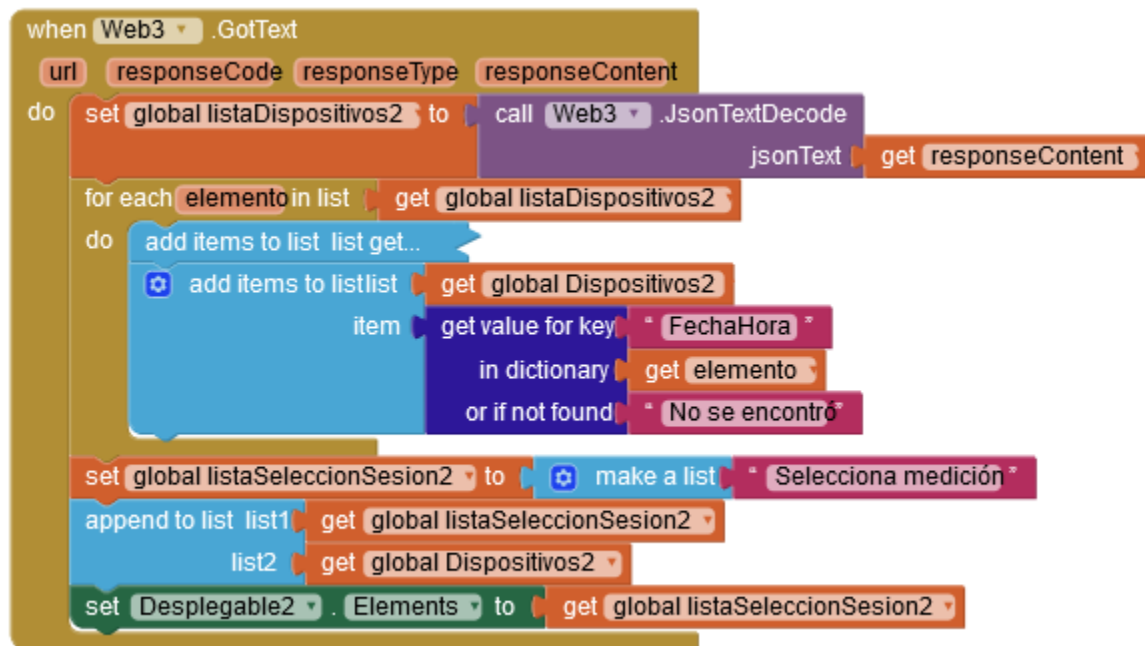 when Web3 .GotText
url responseCode responseType responseContent
do set global listaDispositivos2 to call Web3 .JsonTextDecode
jsonText get responseContent
for each elemento in list get global listaDispositivos2
do add items to list list get...
add items to list list get global Dispositivos2
item get value for key " FechaHora "
in dictionary get elemento
or if not found " No se encontró "
set global listaSeleccionSesion2 to make a list " Selecciona medición "
append to list list1 get global listaSeleccionSesion2
list2 get global Dispositivos2
set Desplegable2 . Elements to get global listaSeleccionSesion2